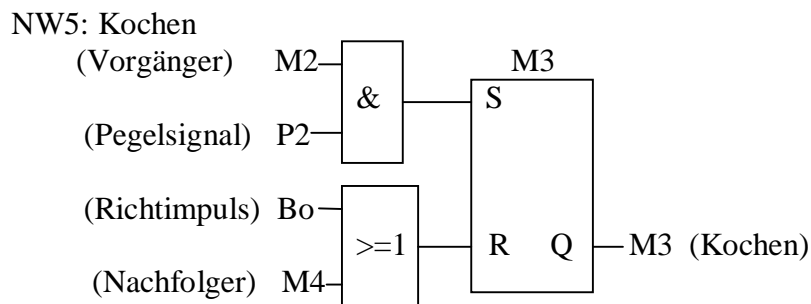 NW5: Kochen
(Vorgänger) M2
M3
& S
(Pegelsignal) P2
(Richtimpuls) Bo
>=1 R Q M3 (Kochen)
(Nachfolger) M4